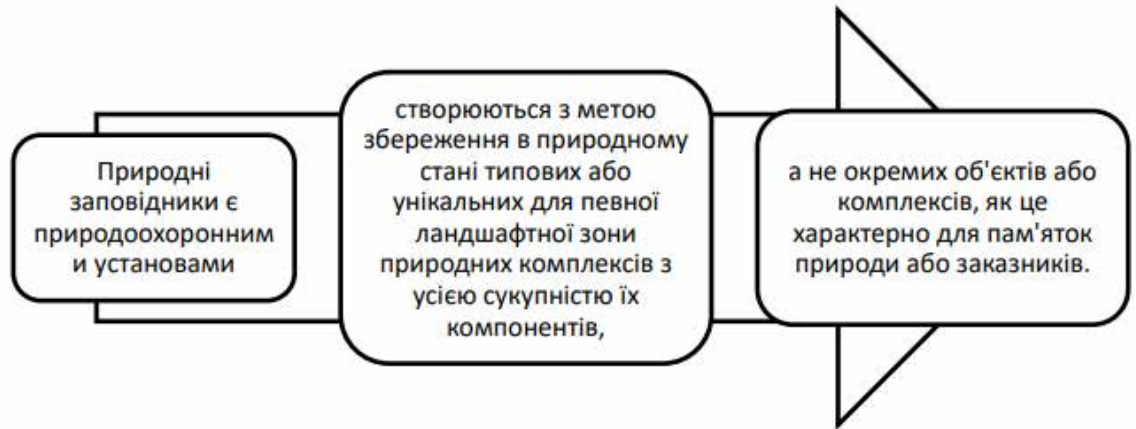 Природні
заповідники є
природоохоронним
и установами
створюються з метою
збереження в природному
стані типових або
унікальних для певної
ландшафтної зони
природних комплексів з
усією сукупністю їх
компонентів,
а не окремих об'єктів або
комплексів, як це
характерно для пам'яток
природи або заказників.